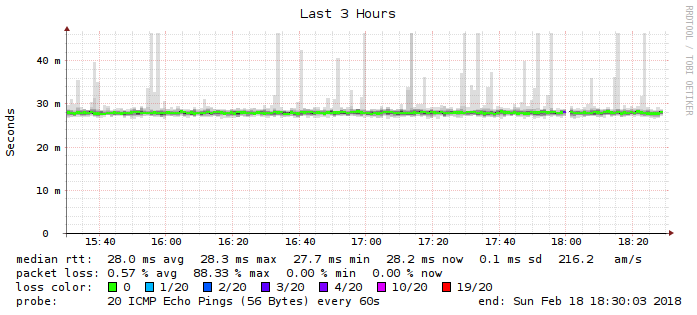 Last 3 Hours
RRDTOOL / TOBI OETIKER
Seconds
40 m
30 m
20 m
10 m
0
15:40 16:00 16:20 16:40 17:00 17:20 17:40 18:00 18:20
median rtt: 28.0 ms avg 28.3 ms max 27.7 ms min 28.2 ms now 0.1 ms sd 216.2 am/s
packet loss: 0.57 % avg 88.33 % max 0.00 % min 0.00 % now
loss color: 0 1/20 2/20 3/20 4/20 10/20 19/20
probe: 20 ICMP Echo Pings (56 Bytes) every 60s end: Sun Feb 18 18:30:03 2018